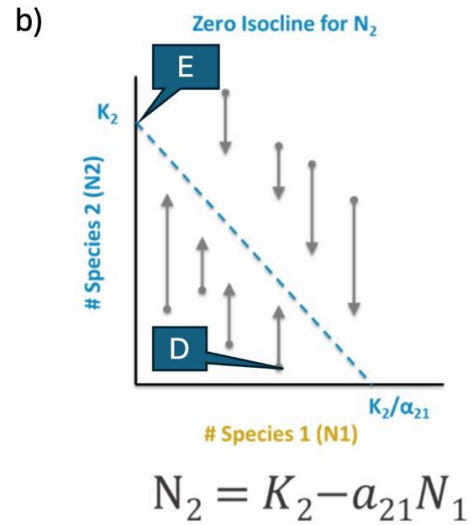 b)
Zero Isocline for N₂
E
K₂
# Species 2 (N2)
D
K₂/α₂₁
# Species 1 (N1)
N₂ = K₂−a₂₁N₁